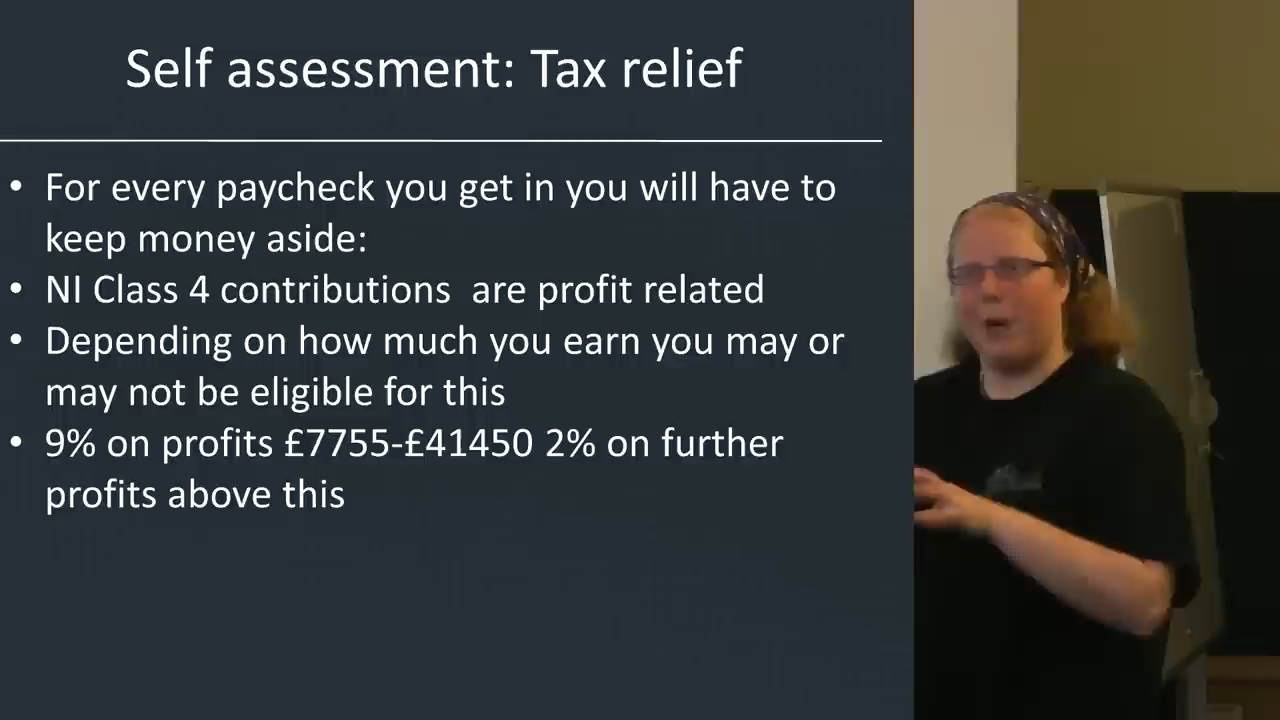 Self assessment: Tax relief
• For every paycheck you get in you will have to
keep money aside:
• NI Class 4 contributions  are profit related
• Depending on how much you earn you may or
may not be eligible for this
• 9% on profits £7755-£41450 2% on further
profits above this